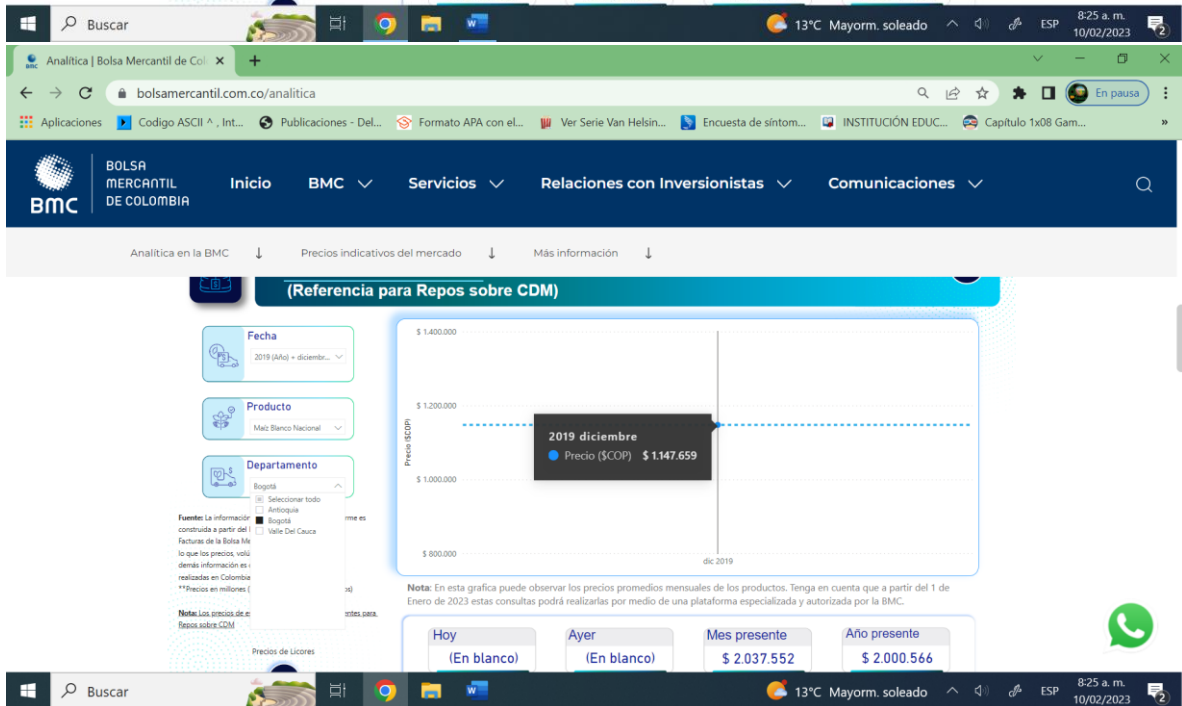 Buscar
13°C Mayorm. soleado
ESP
8:25 a. m.
10/02/2023
2
Analítica | Bolsa Mercantil de Col
bolsamercantil.com.co/analitica
En pausa
Aplicaciones
Codigo ASCII ^ , Int...
Publicaciones - Del...
Formato APA con el...
Ver Serie Van Helsin...
Encuesta de síntom...
INSTITUCIÓN EDUC...
Capítulo 1x08 Gam...
»
BMC
BOLSA
MERCANTIL
DE COLOMBIA
Inicio
BMC
Servicios
Relaciones con Inversionistas
Comunicaciones
Analítica en la BMC
Precios indicativos del mercado
Más información
(Referencia para Repos sobre CDM)
Fecha
2019 (Año) + diciembr...
Producto
Maíz Blanco Nacional
Departamento
Bogotá
Seleccionar todo
Antioquia
Bogotá
Valle Del Cauca
Fuente: La información
rme es
construida a partir del
Facturas de la Bolsa Me
lo que los precios, volú
demás información es
realizadas en Colombia
**Precios en millones (
os)
Nota: Los precios de e
entes para
Repos sobre CDM
Precios de Licores
Precio ($COP)
$ 1.400.000
$ 1.200.000
$ 1.000.000
$ 800.000
2019 diciembre
Precio ($COP) $ 1.147.659
dic 2019
Nota: En esta grafica puede observar los precios promedios mensuales de los productos. Tenga en cuenta que a partir del 1 de
Enero de 2023 estas consultas podrá realizarlas por medio de una plataforma especializada y autorizada por la BMC.
Hoy
(En blanco)
Ayer
(En blanco)
Mes presente
$ 2.037.552
Año presente
$ 2.000.566
Buscar
13°C Mayorm. soleado
ESP
8:25 a. m.
10/02/2023
2